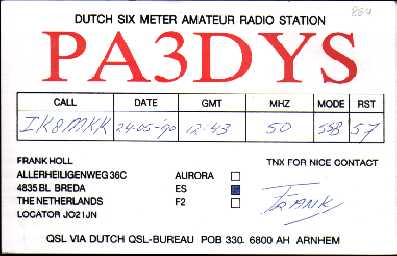 DUTCH SIX METER AMATEUR RADIO STATION
884
PA3DYS
CALL DATE GMT MHZ MODE RST
IK8MKK 24-05-'90 12-43 50 SSB 57
FRANK HOLL
TNX FOR NICE CONTACT
ALLERHEILIGENWEG 36C AURORA
4835 BL BREDA ES
THE NETHERLANDS F2
FRANK
LOCATOR JO21JN
QSL VIA DUTCH QSL-BUREAU POB 330. 6800 AH ARNHEM